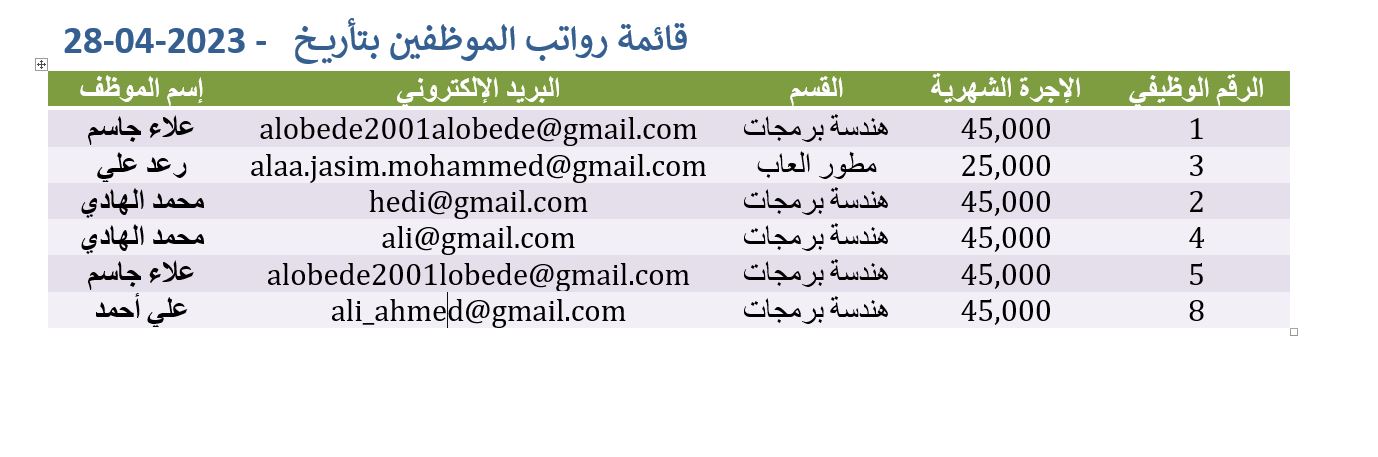 قائمة رواتب الموظفين بتأريخ - 2023-04-28
الرقم الوظيفي الإجرة الشهرية القسم البريد الإلكتروني إسم الموظف
1 45,000 هندسة برمجات alobede2001alobede@gmail.com علاء جاسم
3 25,000 مطور العاب alaa.jasim.mohammed@gmail.com رعد علي
2 45,000 هندسة برمجات hedi@gmail.com محمد الهادي
4 45,000 هندسة برمجات ali@gmail.com محمد الهادي
5 45,000 هندسة برمجات alobede2001lobede@gmail.com علاء جاسم
8 45,000 هندسة برمجات ali_ahmed@gmail.com علي أحمد